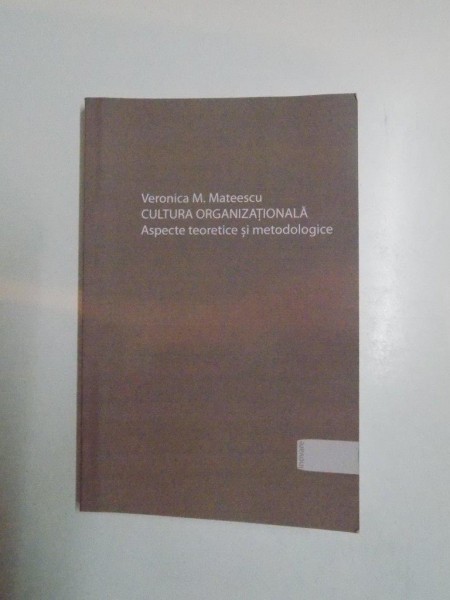 Veronica M. Mateescu
CULTURA ORGANIZAȚIONALĂ
Aspecte teoretice și metodologice